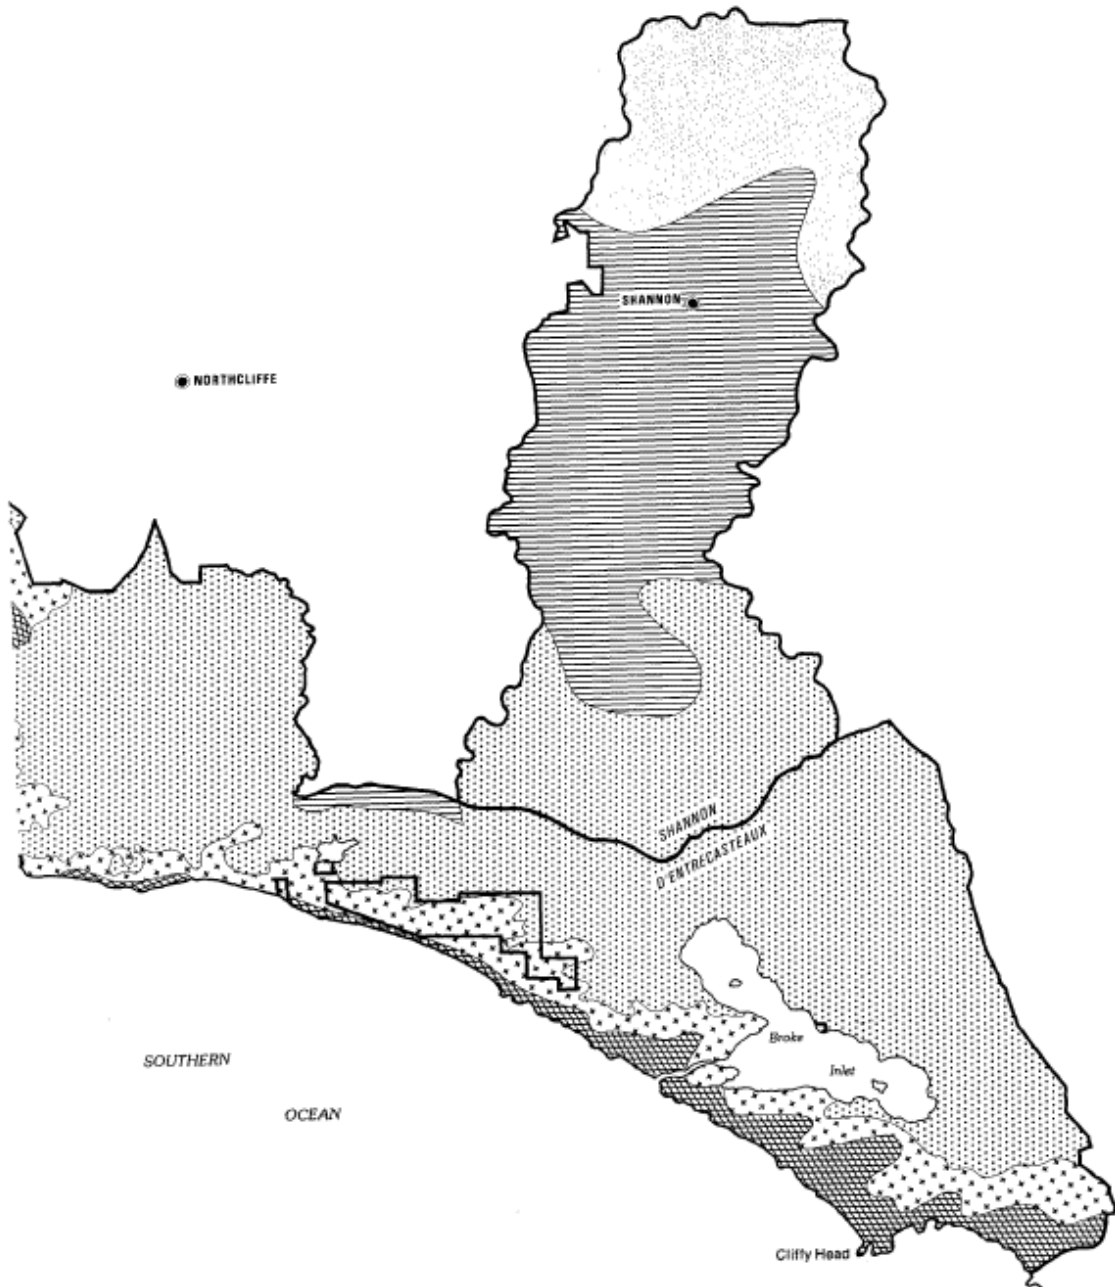 SHANNON
NORTHCLIFFE
SHANNON
D'ENTRECASTEAUX
Broke
Inlet
SOUTHERN
OCEAN
Cliffy Head